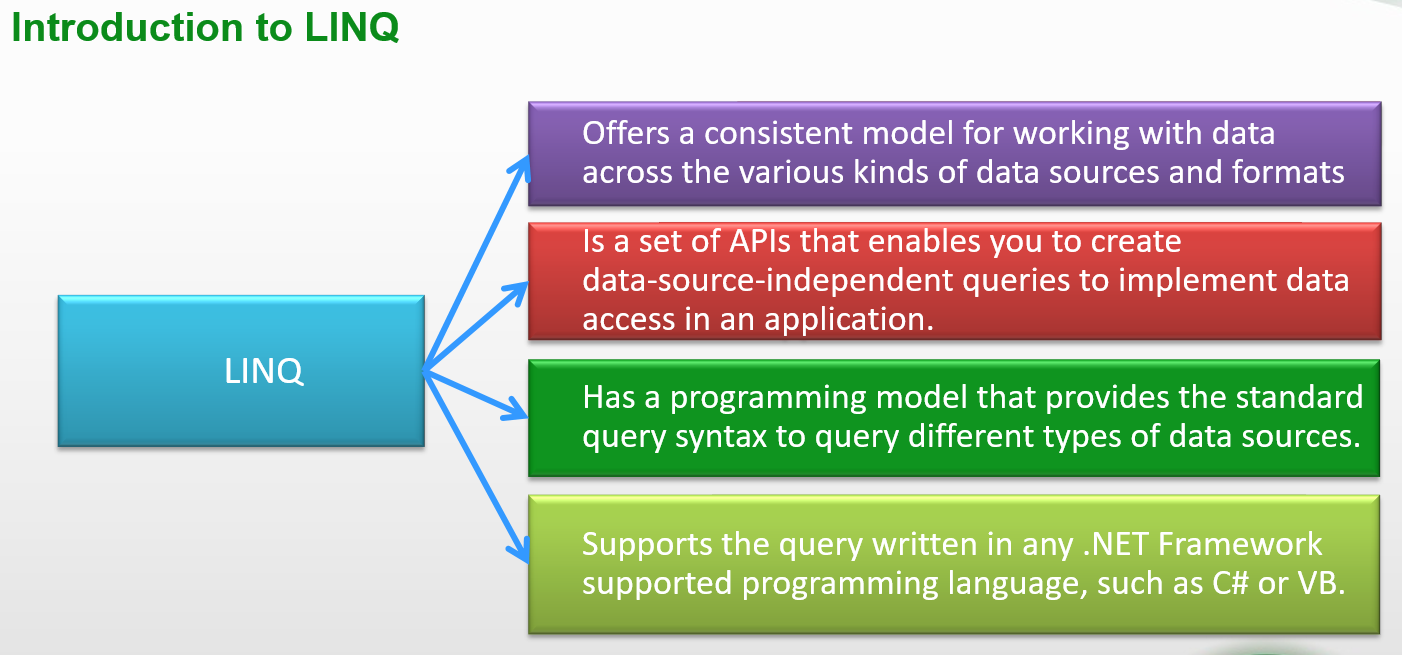 Introduction to LINQ
LINQ
Offers a consistent model for working with data
across the various kinds of data sources and formats
Is a set of APIs that enables you to create
data-source-independent queries to implement data
access in an application.
Has a programming model that provides the standard
query syntax to query different types of data sources.
Supports the query written in any .NET Framework
supported programming language, such as C# or VB.